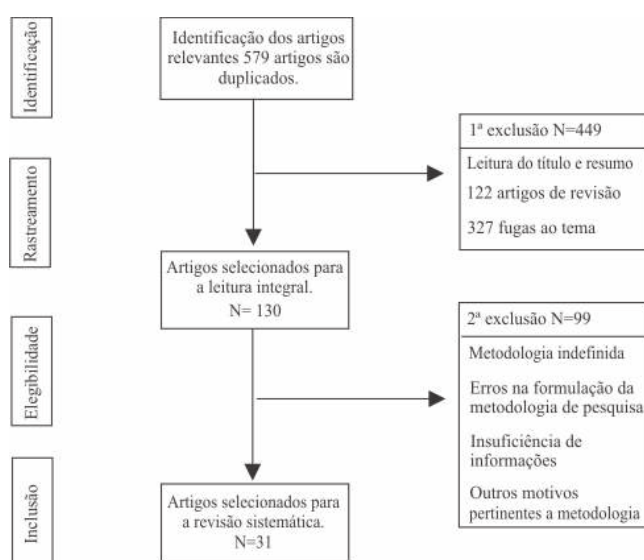 Identificação
Identificação dos artigos
relevantes 579 artigos são
duplicados.
1ª exclusão N=449
Leitura do título e resumo
122 artigos de revisão
327 fugas ao tema
Rastreamento
Artigos selecionados para
a leitura integral.
N= 130
2ª exclusão N=99
Metodologia indefinida
Erros na formulação da
metodologia de pesquisa
Insuficiência de
informações
Outros motivos
pertinentes a metodologia
Elegibilidade
Artigos selecionados para
a revisão sistemática.
N=31
Inclusão